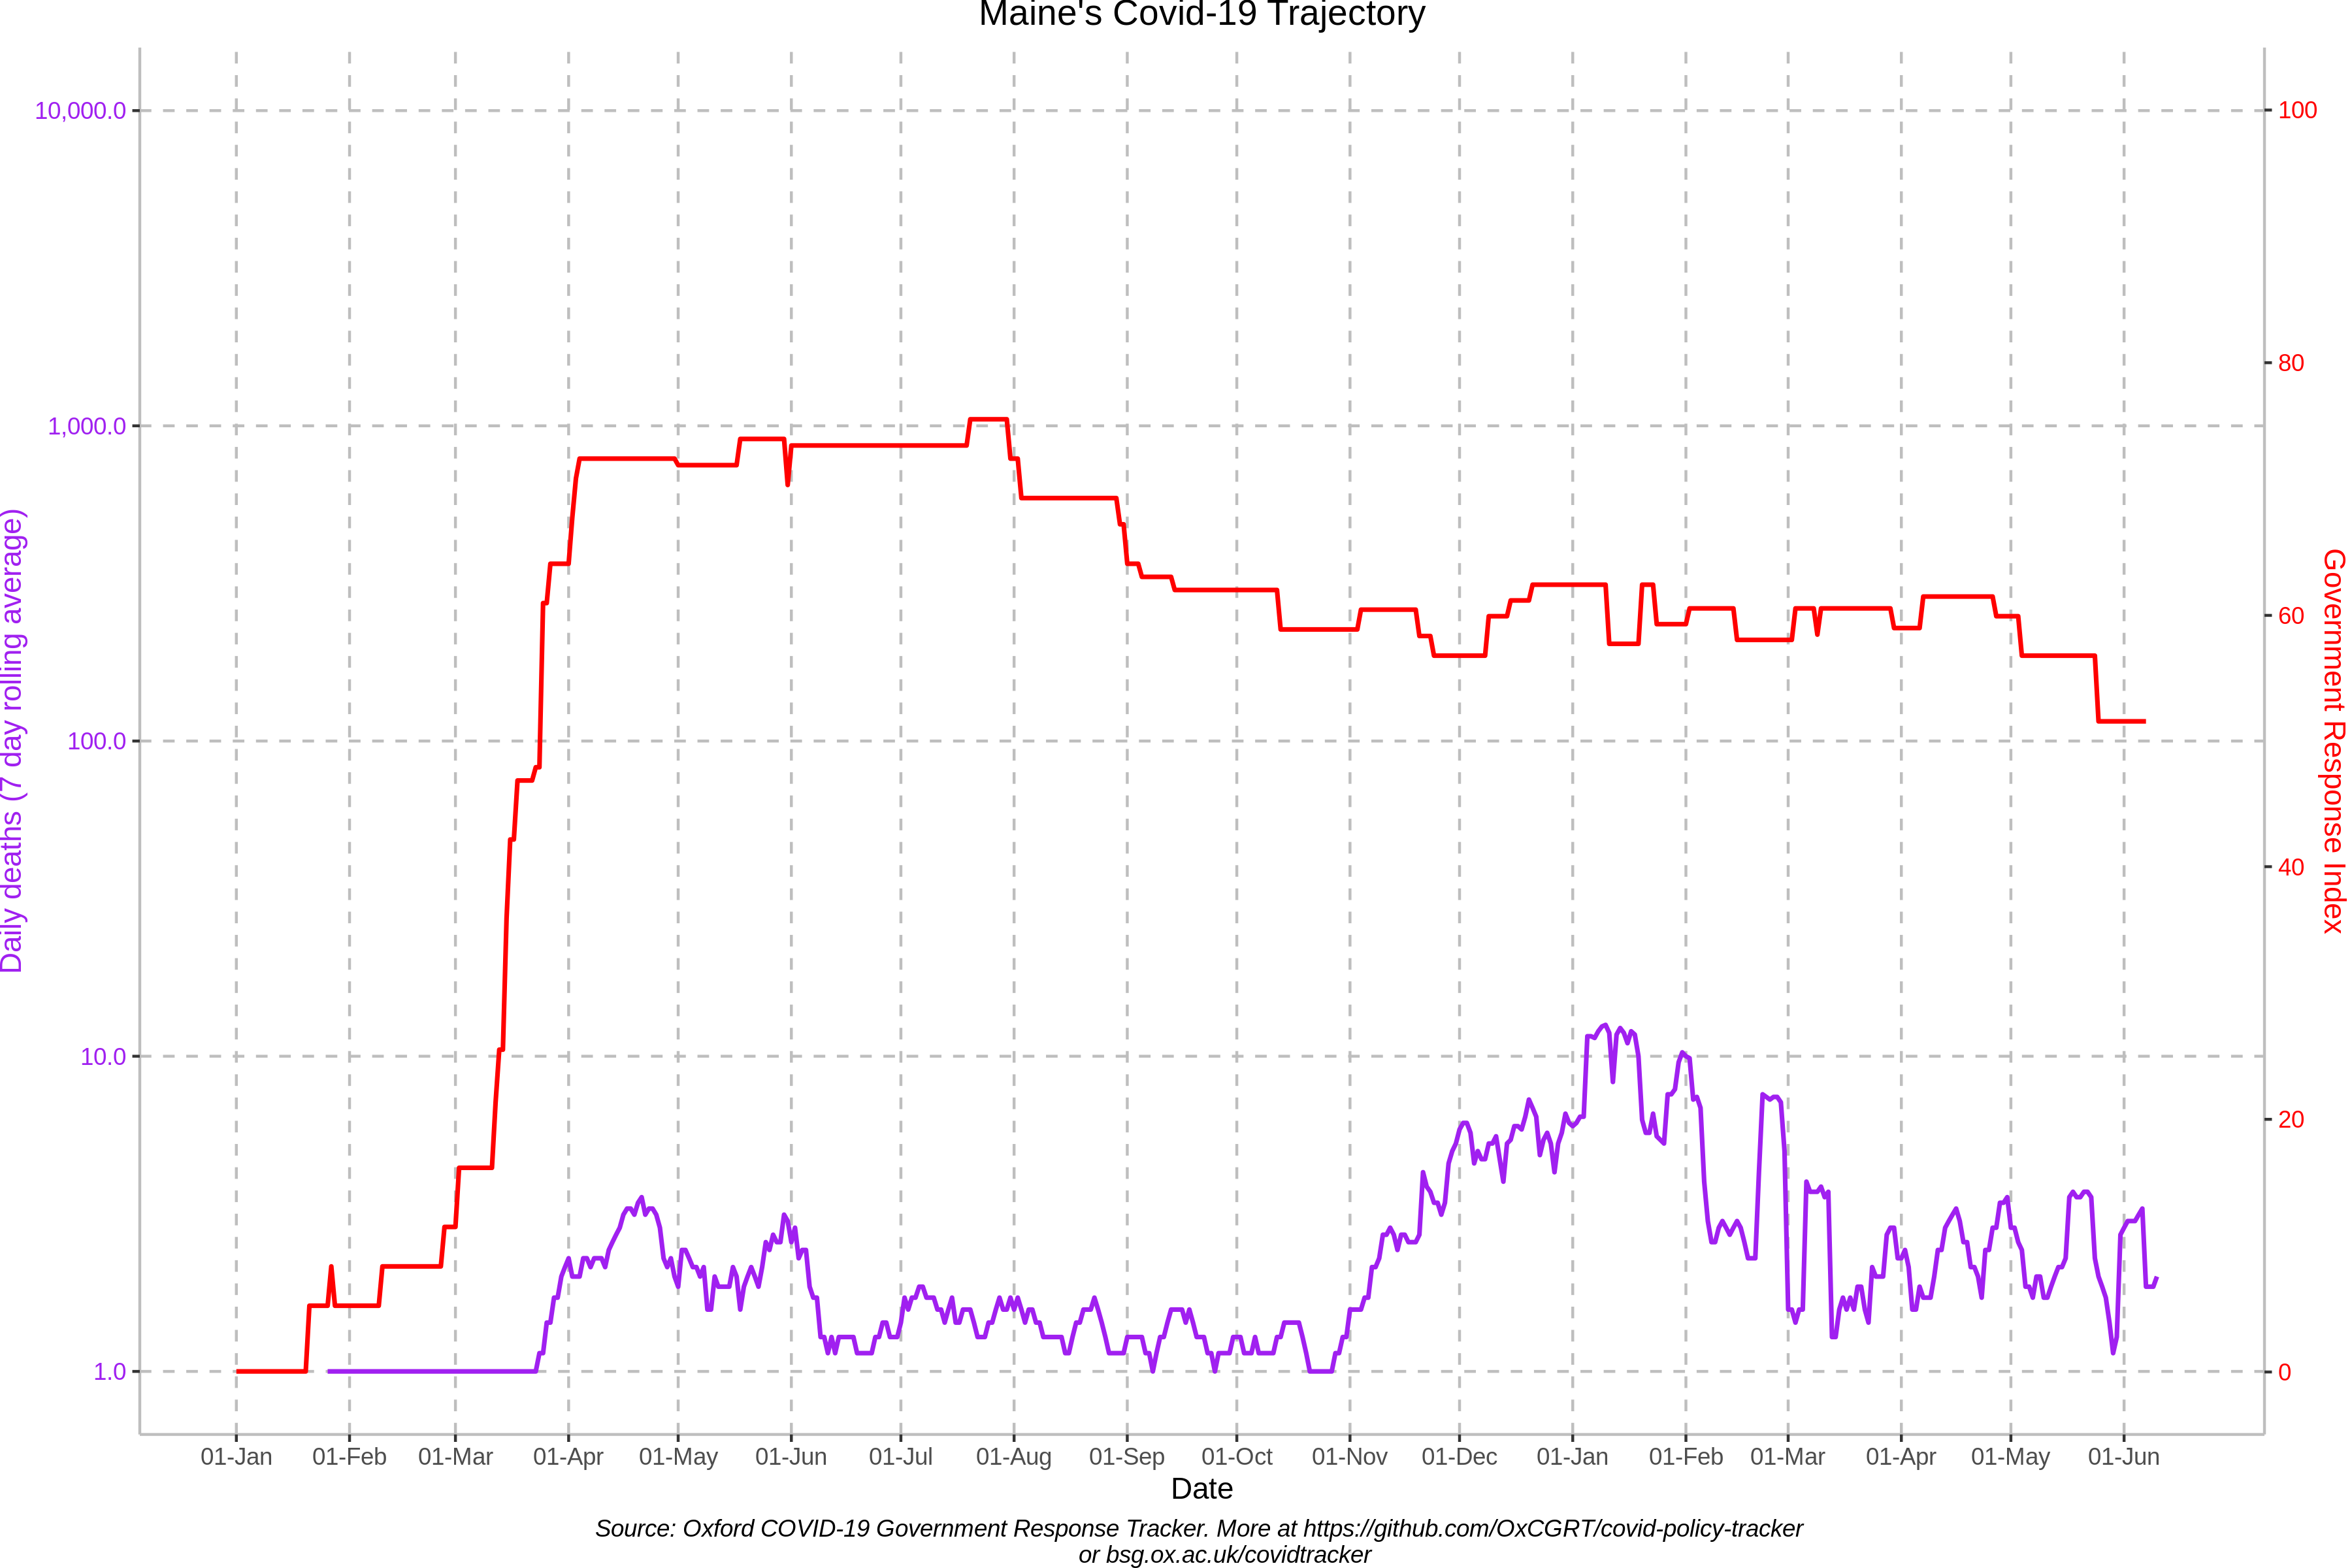 Maine's Covid-19 Trajectory
10,000.0
1,000.0
100.0
10.0
1.0
Daily deaths (7 day rolling average)
100
80
60
40
20
0
Government Response Index
01-Jan 01-Feb 01-Mar 01-Apr 01-May 01-Jun 01-Jul 01-Aug 01-Sep 01-Oct 01-Nov 01-Dec 01-Jan 01-Feb 01-Mar 01-Apr 01-May 01-Jun
Date
Source: Oxford COVID-19 Government Response Tracker. More at https://github.com/OxCGRT/covid-policy-tracker
or bsg.ox.ac.uk/covidtracker